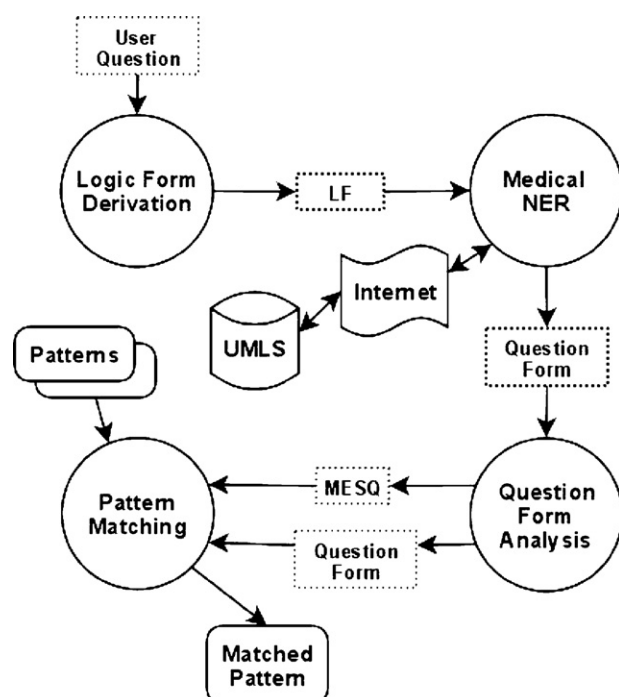 User
Question
Logic Form
Derivation
LF
Medical
NER
Internet
UMLS
Patterns
Question
Form
MESQ
Pattern
Matching
Question
Form
Analysis
Question
Form
Matched
Pattern